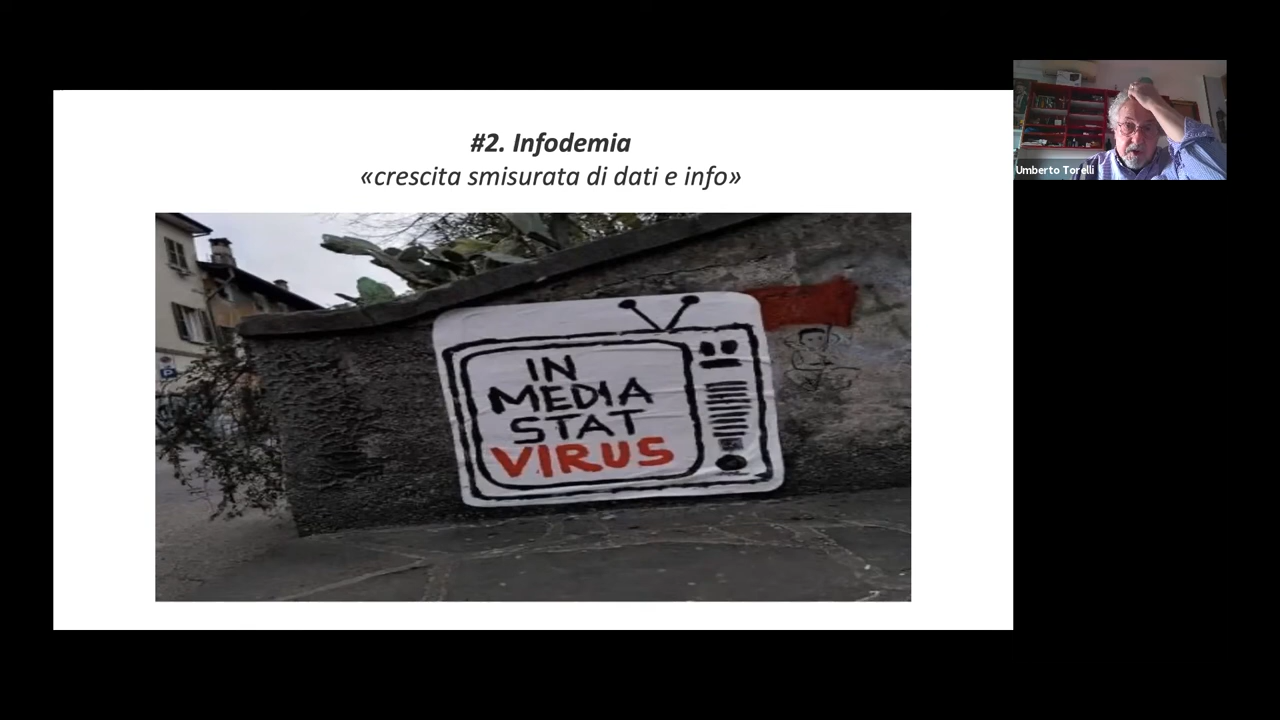 #2. Infodemia
«crescita smisurata di dati e info»
Umberto Torelli
IN
MEDIA
STAT
VIRUS
P